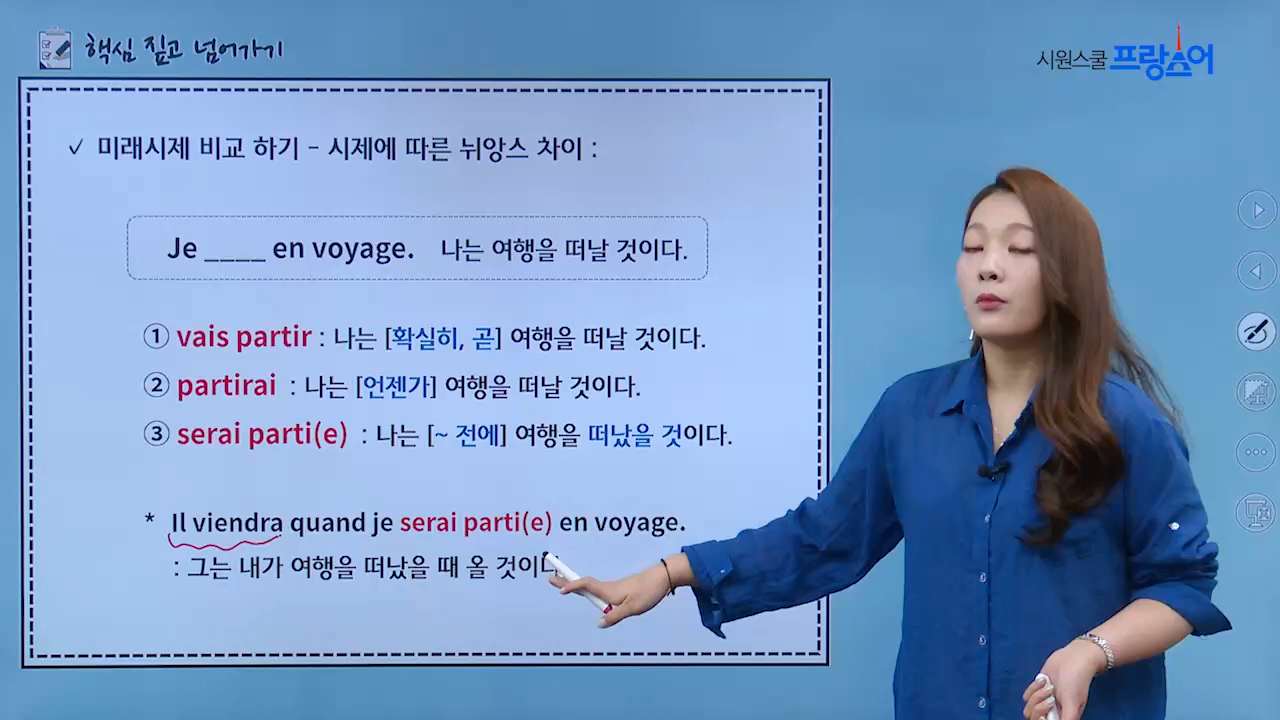 핵심 짚고 넘어가기
시원스쿨 프랑스어
✓ 미래시제 비교 하기 - 시제에 따른 뉘앙스 차이 :
Je ____ en voyage. 나는 여행을 떠날 것이다.
① vais partir : 나는 [확실히, 곧] 여행을 떠날 것이다.
② partirai : 나는 [언젠가] 여행을 떠날 것이다.
③ serai parti(e) : 나는 [~ 전에] 여행을 떠났을 것이다.
* Il viendra quand je serai parti(e) en voyage.
: 그는 내가 여행을 떠났을 때 올 것이다